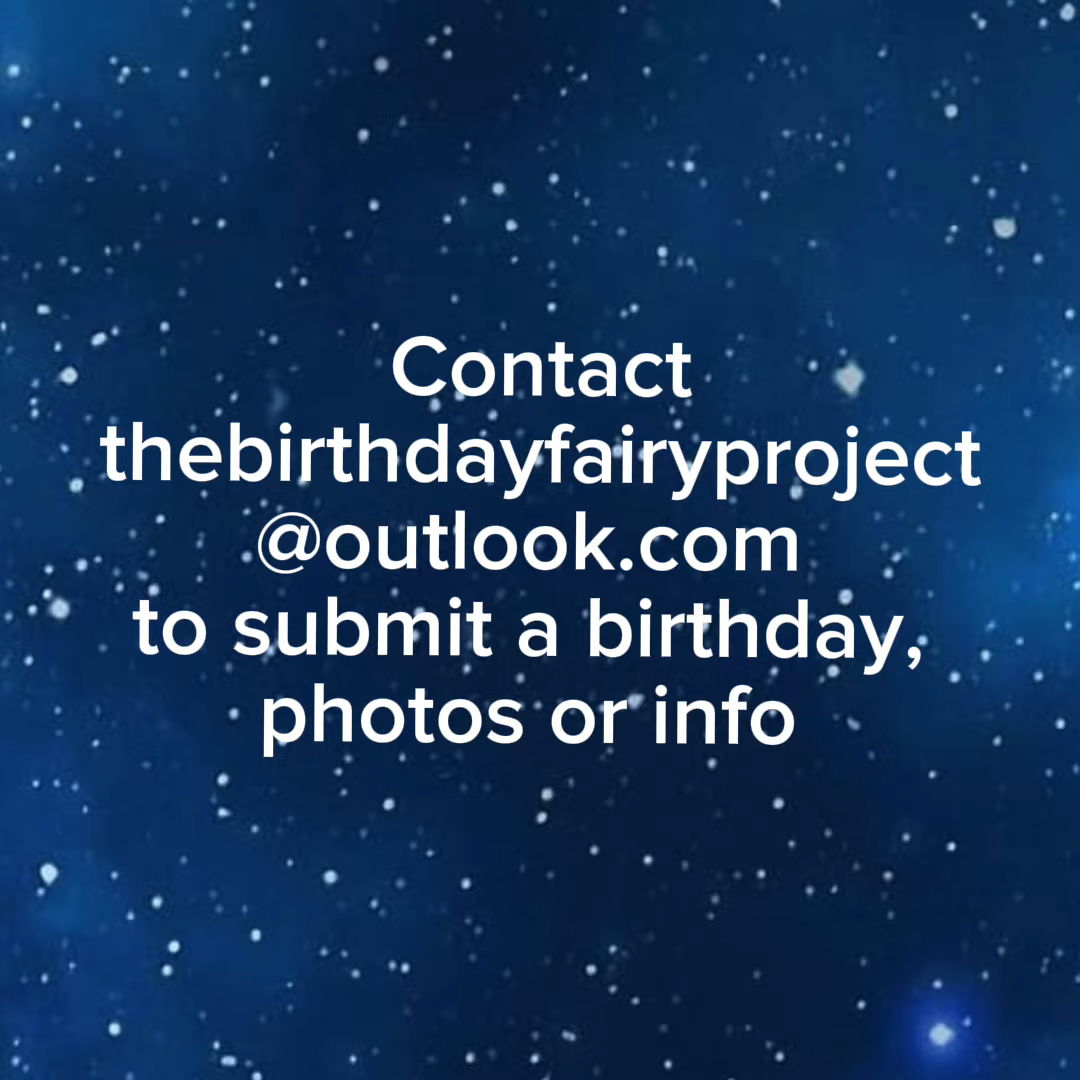 Contact
thebirthdayfairyproject
@outlook.com
to submit a birthday,
photos or info